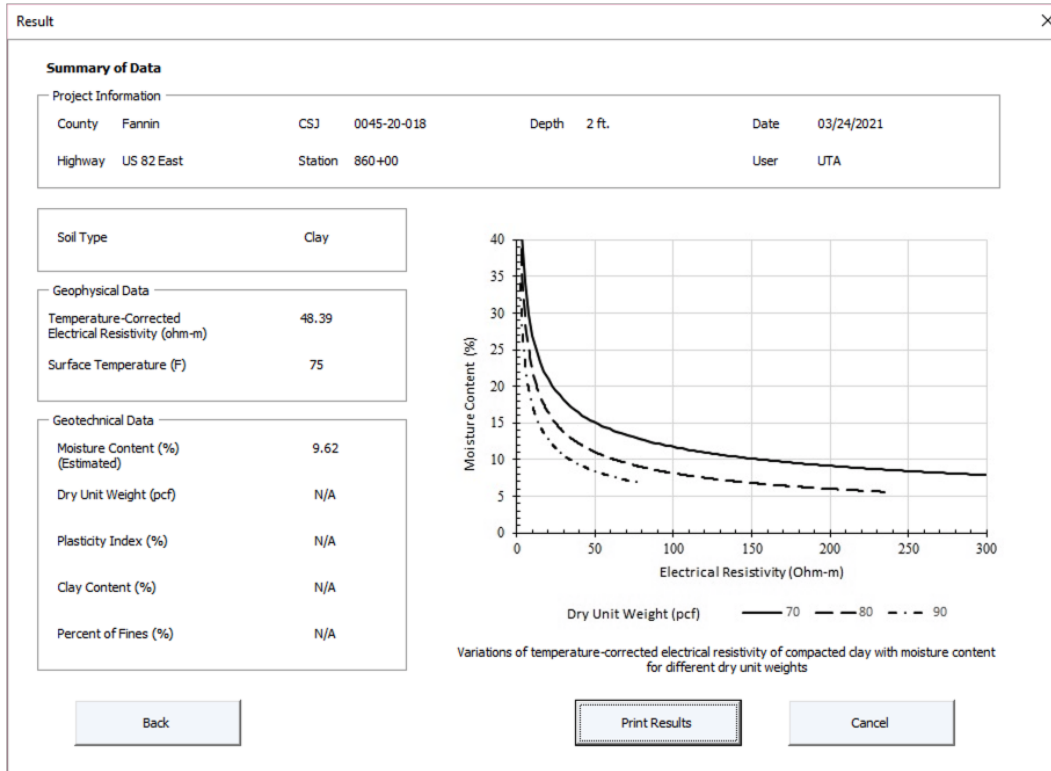 Result
Summary of Data
Project Information
County Fannin CSJ 0045-20-018 Depth 2 ft. Date 03/24/2021
Highway US 82 East Station 860+00 User UTA
Soil Type Clay
Geophysical Data
Temperature-Corrected
Electrical Resistivity (ohm-m) 48.39
Surface Temperature (F) 75
Geotechnical Data
Moisture Content (%) 9.62
(Estimated)
Dry Unit Weight (pcf) N/A
Plasticity Index (%) N/A
Clay Content (%) N/A
Percent of Fines (%) N/A
Moisture Content (%)
40
35
30
25
20
15
10
5
0
0 50 100 150 200 250 300
Electrical Resistivity (Ohm-m)
Dry Unit Weight (pcf) 70 80 90
Variations of temperature-corrected electrical resistivity of compacted clay with moisture content
for different dry unit weights
Back Print Results Cancel